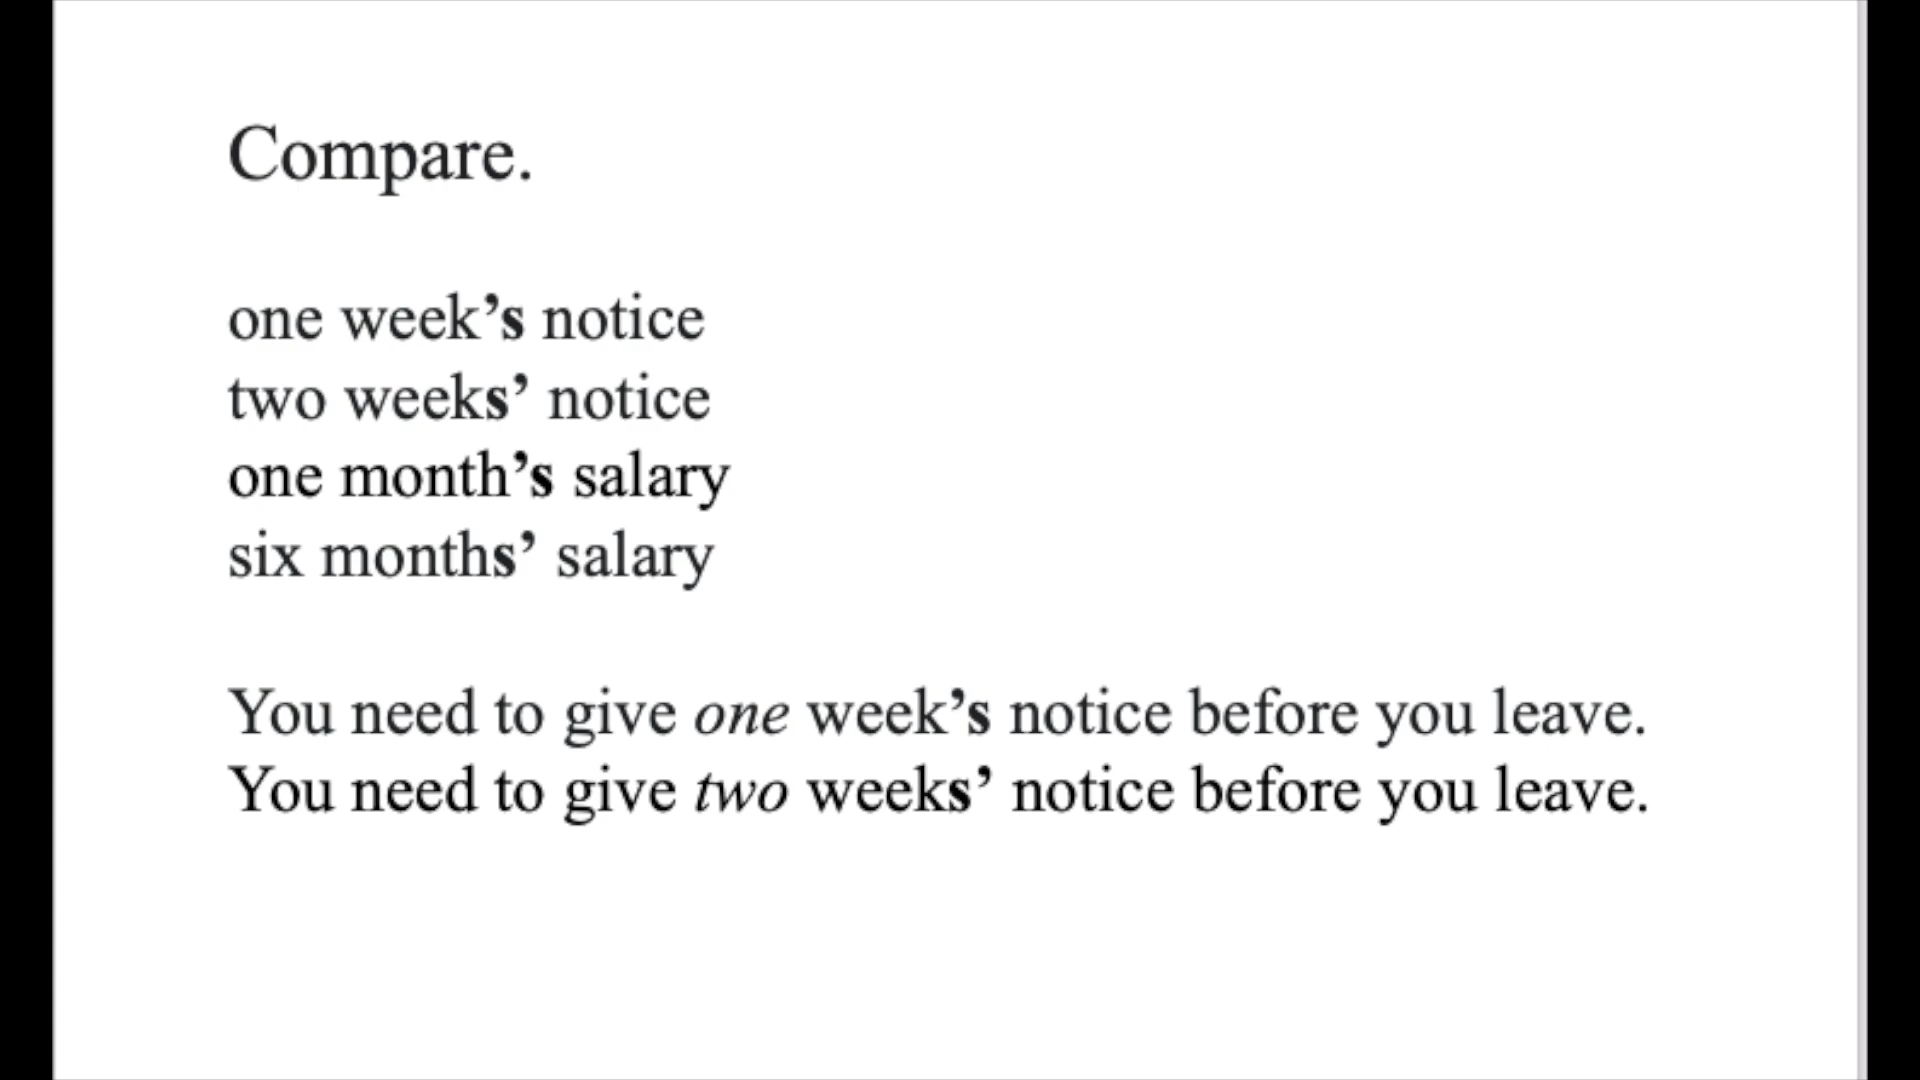 Compare.
one week’s notice
two weeks’ notice
one month’s salary
six months’ salary
You need to give one week’s notice before you leave.
You need to give two weeks’ notice before you leave.